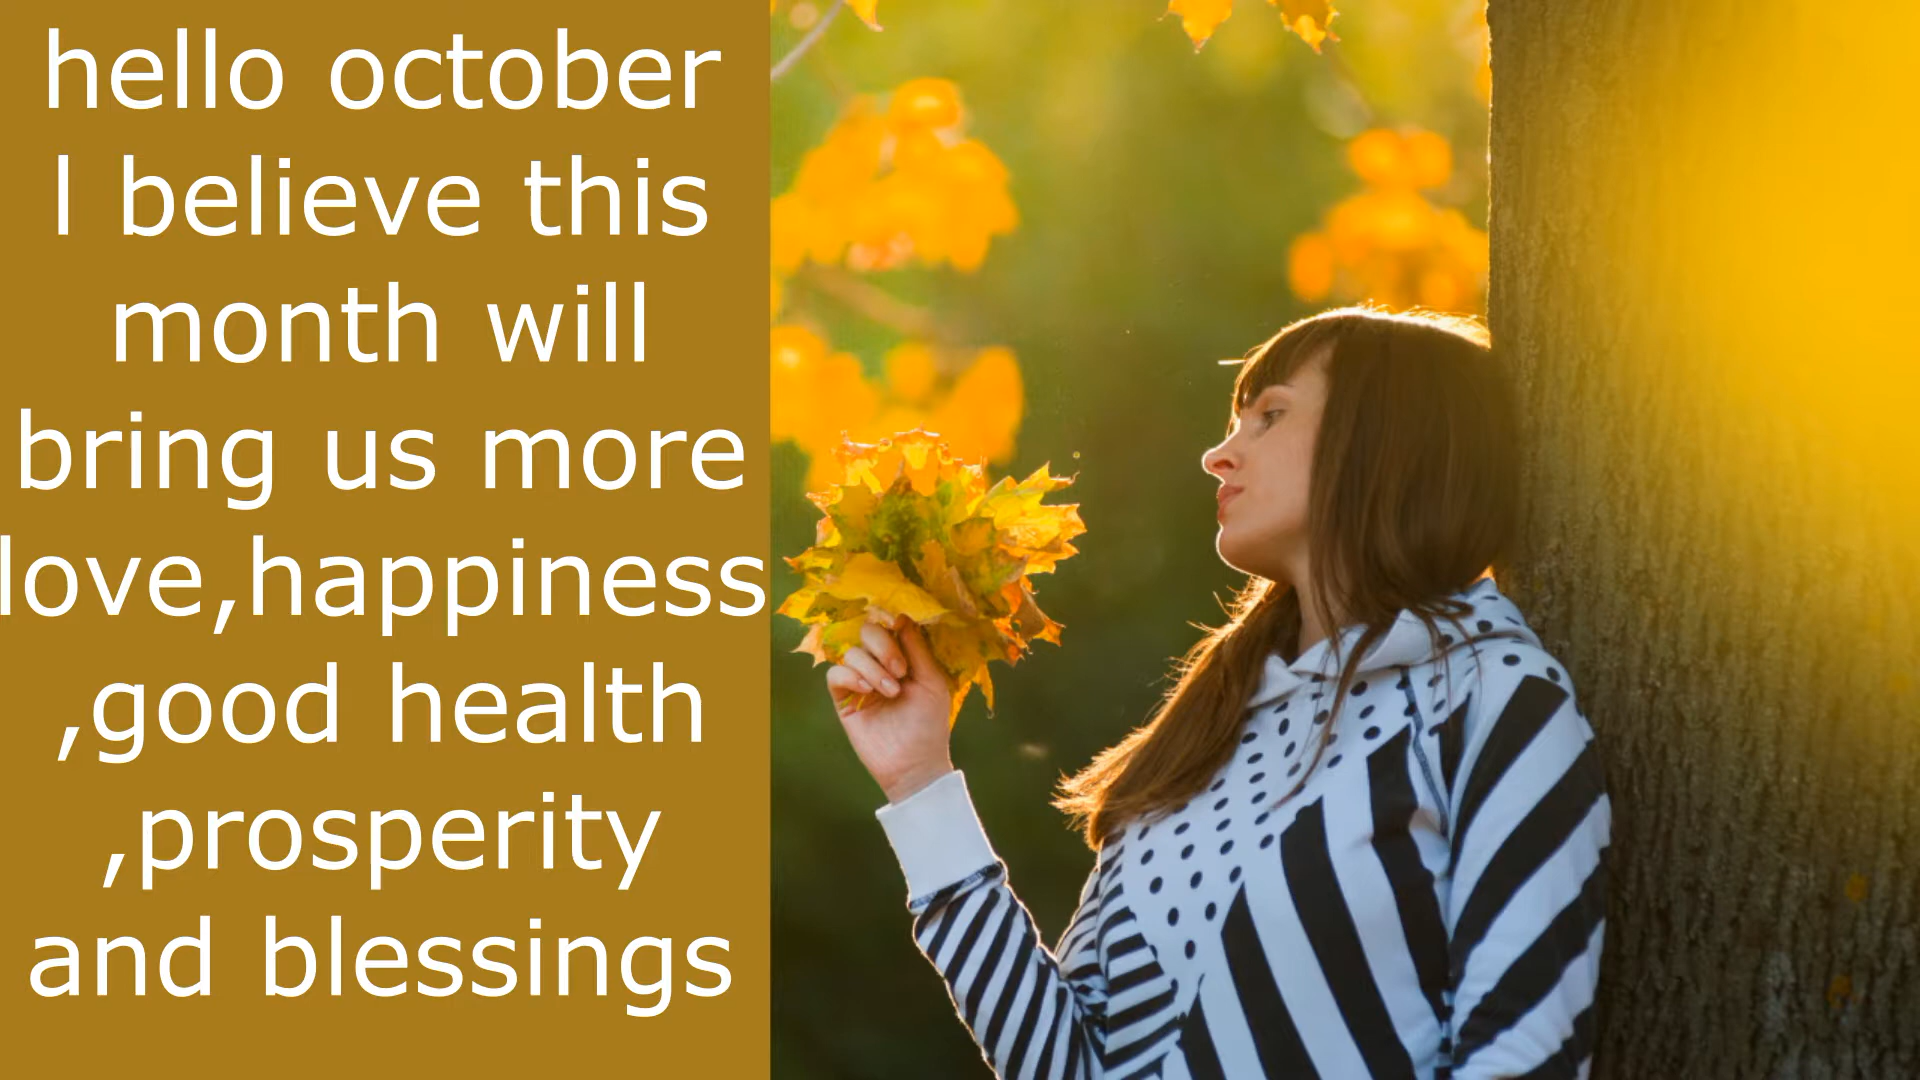 hello october
I believe this
month will
bring us more
love,happiness
,good health
,prosperity
and blessings